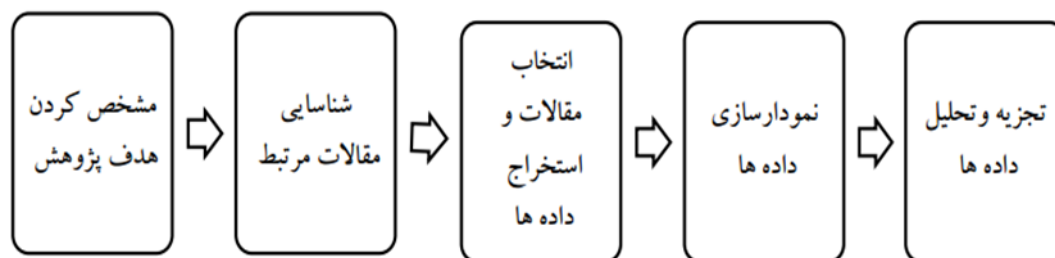 مشخص کردن
هدف پژوهش
شناسایی
مقالات مرتبط
انتخاب
مقالات و
استخراج
داده ها
نمودارسازی
داده ها
تجزیه وتحلیل
داده ها